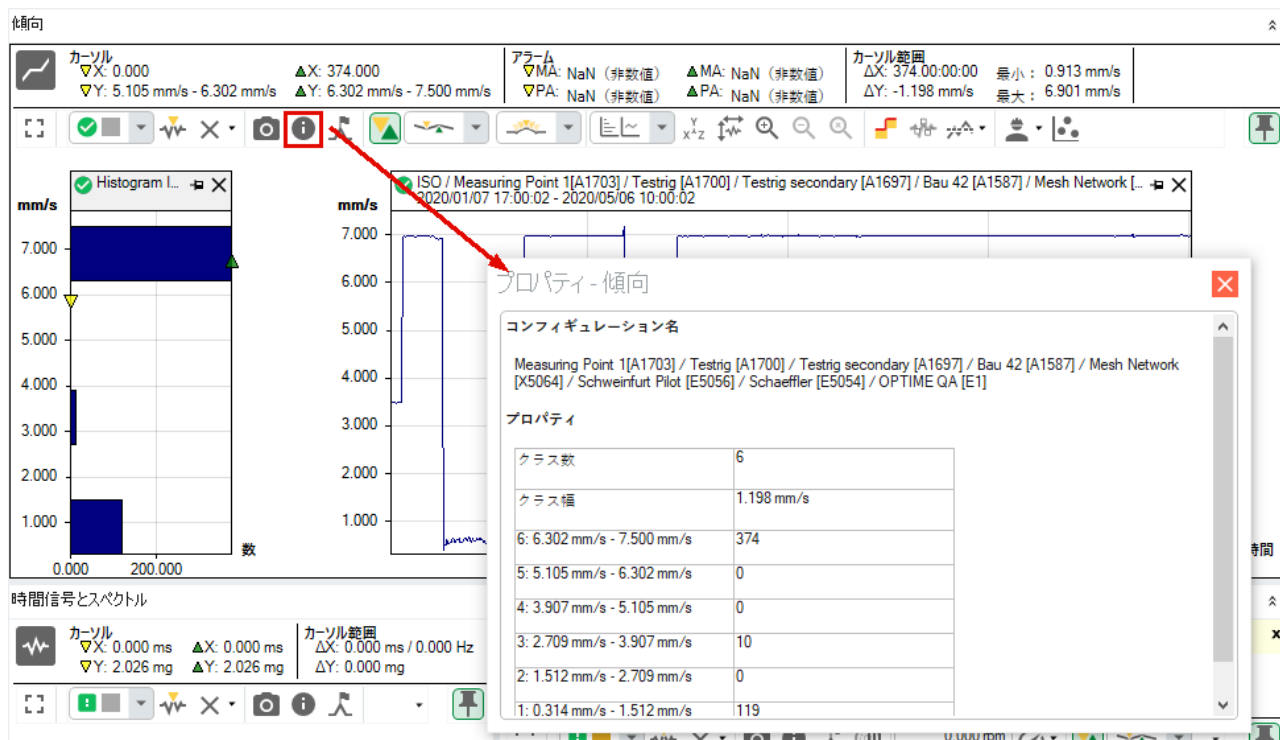 傾向
カーソル
▽X: 0.000
▲X: 374.000
▽Y: 5.105 mm/s - 6.302 mm/s
▲Y: 6.302 mm/s - 7.500 mm/s
アラーム
▽MA: NaN（非数値）
▲MA: NaN（非数値）
▽PA: NaN（非数値）
▲PA: NaN（非数値）
カーソル範囲
ΔX: 374.00:00:00
最小： 0.913 mm/s
ΔY: -1.198 mm/s
最大： 6.901 mm/s
Histogram I...
mm/s
7.000
6.000
5.000
4.000
3.000
2.000
1.000
0.000
200.000
数
ISO / Measuring Point 1[A1703] / Testrig [A1700] / Testrig secondary [A1697] / Bau 42 [A1587] / Mesh Network [...
2020/01/07 17:00:02 - 2020/05/06 10:00:02
mm/s
7.000
6.000
5.000
4.000
3.000
2.000
1.000
時間
プロパティ - 傾向
コンフィギュレーション名
Measuring Point 1[A1703] / Testrig [A1700] / Testrig secondary [A1697] / Bau 42 [A1587] / Mesh Network
[X5064] / Schweinfurt Pilot [E5056] / Schaeffler [E5054] / OPTIME QA [E1]
プロパティ
クラス数 6
クラス幅 1.198 mm/s
6: 6.302 mm/s - 7.500 mm/s 374
5: 5.105 mm/s - 6.302 mm/s 0
4: 3.907 mm/s - 5.105 mm/s 0
3: 2.709 mm/s - 3.907 mm/s 10
2: 1.512 mm/s - 2.709 mm/s 0
1: 0.314 mm/s - 1.512 mm/s 119
時間信号とスペクトル
カーソル
▽X: 0.000 ms
▲X: 0.000 ms
▽Y: 2.026 mg
▲Y: 2.026 mg
カーソル範囲
ΔX: 0.000 ms / 0.000 Hz
ΔY: 0.000 mg
x
0.000 rpm